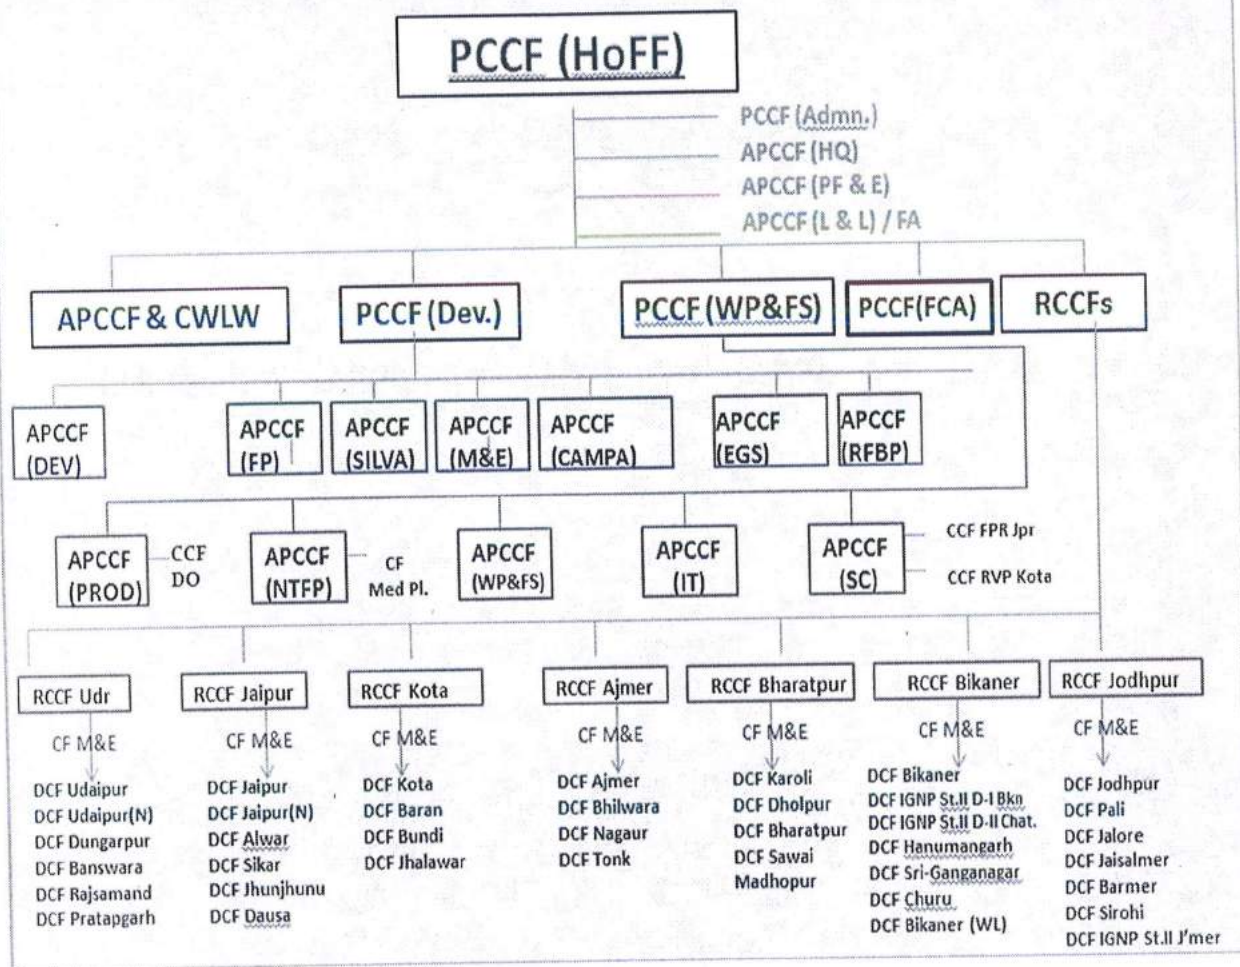 PCCF (HoFF)
PCCF (Admn.)
APCCF (HQ)
APCCF (PF & E)
APCCF (L & L) / FA
APCCF & CWLW
PCCF (Dev.)
PCCF (WP&FS)
PCCF(FCA)
RCCFs
APCCF
(DEV)
APCCF
(FP)
APCCF
(SILVA)
APCCF
(M&E)
APCCF
(CAMPA)
APCCF
(EGS)
APCCF
(RFBP)
APCCF
(PROD)
CCF
DO
APCCF
(NTFP)
CF
Med Pl.
APCCF
(WP&FS)
APCCF
(IT)
APCCF
(SC)
CCF FPR Jpr
CCF RVP Kota
RCCF Udr
CF M&E
DCF Udaipur
DCF Udaipur(N)
DCF Dungarpur
DCF Banswara
DCF Rajsamand
DCF Pratapgarh
RCCF Jaipur
CF M&E
DCF Jaipur
DCF Jaipur(N)
DCF Alwar
DCF Sikar
DCF Jhunjhunu
DCF Dausa
RCCF Kota
CF M&E
DCF Kota
DCF Baran
DCF Bundi
DCF Jhalawar
RCCF Ajmer
CF M&E
DCF Ajmer
DCF Bhilwara
DCF Nagaur
DCF Tonk
RCCF Bharatpur
CF M&E
DCF Karoli
DCF Dholpur
DCF Bharatpur
DCF Sawai
Madhopur
RCCF Bikaner
CF M&E
DCF Bikaner
DCF IGNP St.II D-I Bkn
DCF IGNP St.II D-II Chat.
DCF Hanumangarh
DCF Sri-Ganganagar
DCF Churu
DCF Bikaner (WL)
RCCF Jodhpur
CF M&E
DCF Jodhpur
DCF Pali
DCF Jalore
DCF Jaisalmer
DCF Barmer
DCF Sirohi
DCF IGNP St.II J'mer